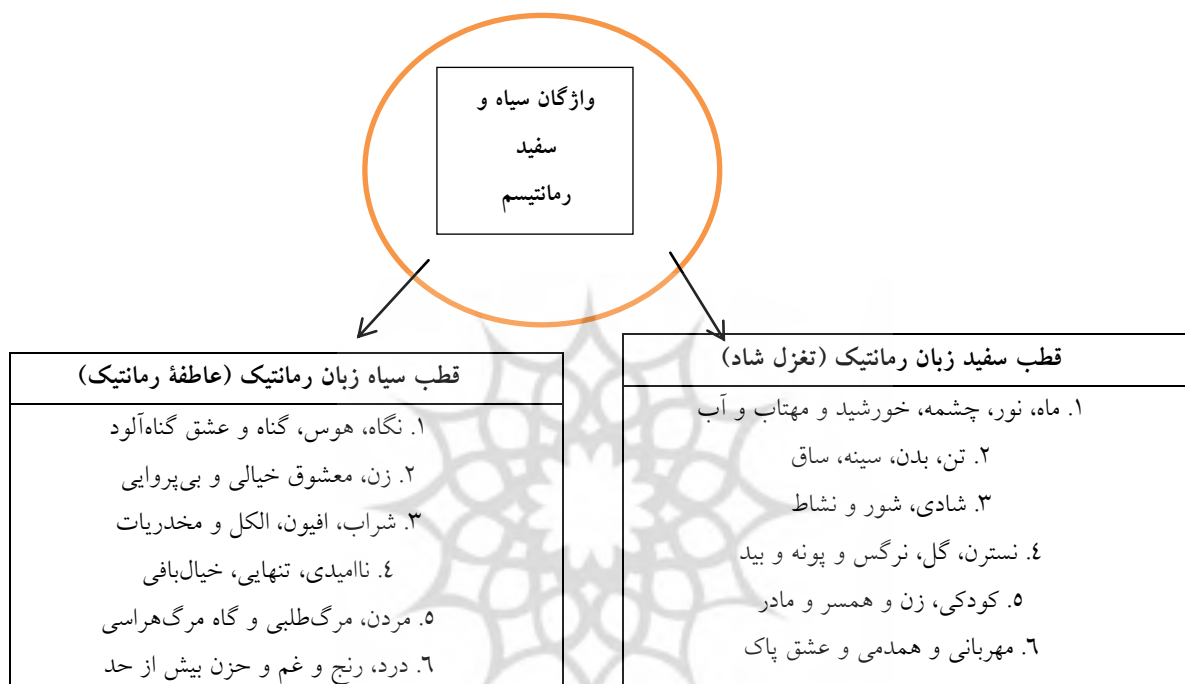 واژگان سیاه و
سفید
رمانتیسم
قطب سفید زبان رمانتیک (تغزل شاد)
۱. ماه، نور، چشمه، خورشید و مهتاب و آب
۲. تن، بدن، سینه، ساق
۳. شادی، شور و نشاط
٤. نسترن، گل، نرگس و پونه و بید
٥. کودکی، زن و همسر و مادر
٦. مهربانی و همدمی و عشق پاک
قطب سیاه زبان رمانتیک (عاطفهٔ رمانتیک)
۱. نگاه، هوس، گناه و عشق گناه‌آلود
۲. زن، معشوق خیالی و بی‌پروایی
۳. شراب، افیون، الکل و مخدریات
٤. ناامیدی، تنهایی، خیال‌بافی
٥. مردن، مرگ‌طلبی و گاه مرگ‌هراسی
٦. درد، رنج و غم و حزن بیش از حد